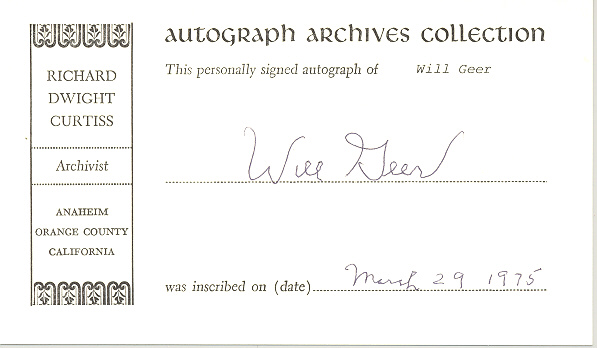 AUTOGRAPH ARCHIVES COLLECTION
RICHARD
DWIGHT
CURTISS
Archivist
ANAHEIM
ORANGE COUNTY
CALIFORNIA
This personally signed autograph of Will Geer
Will Geer
was inscribed on (date) March 29 1975